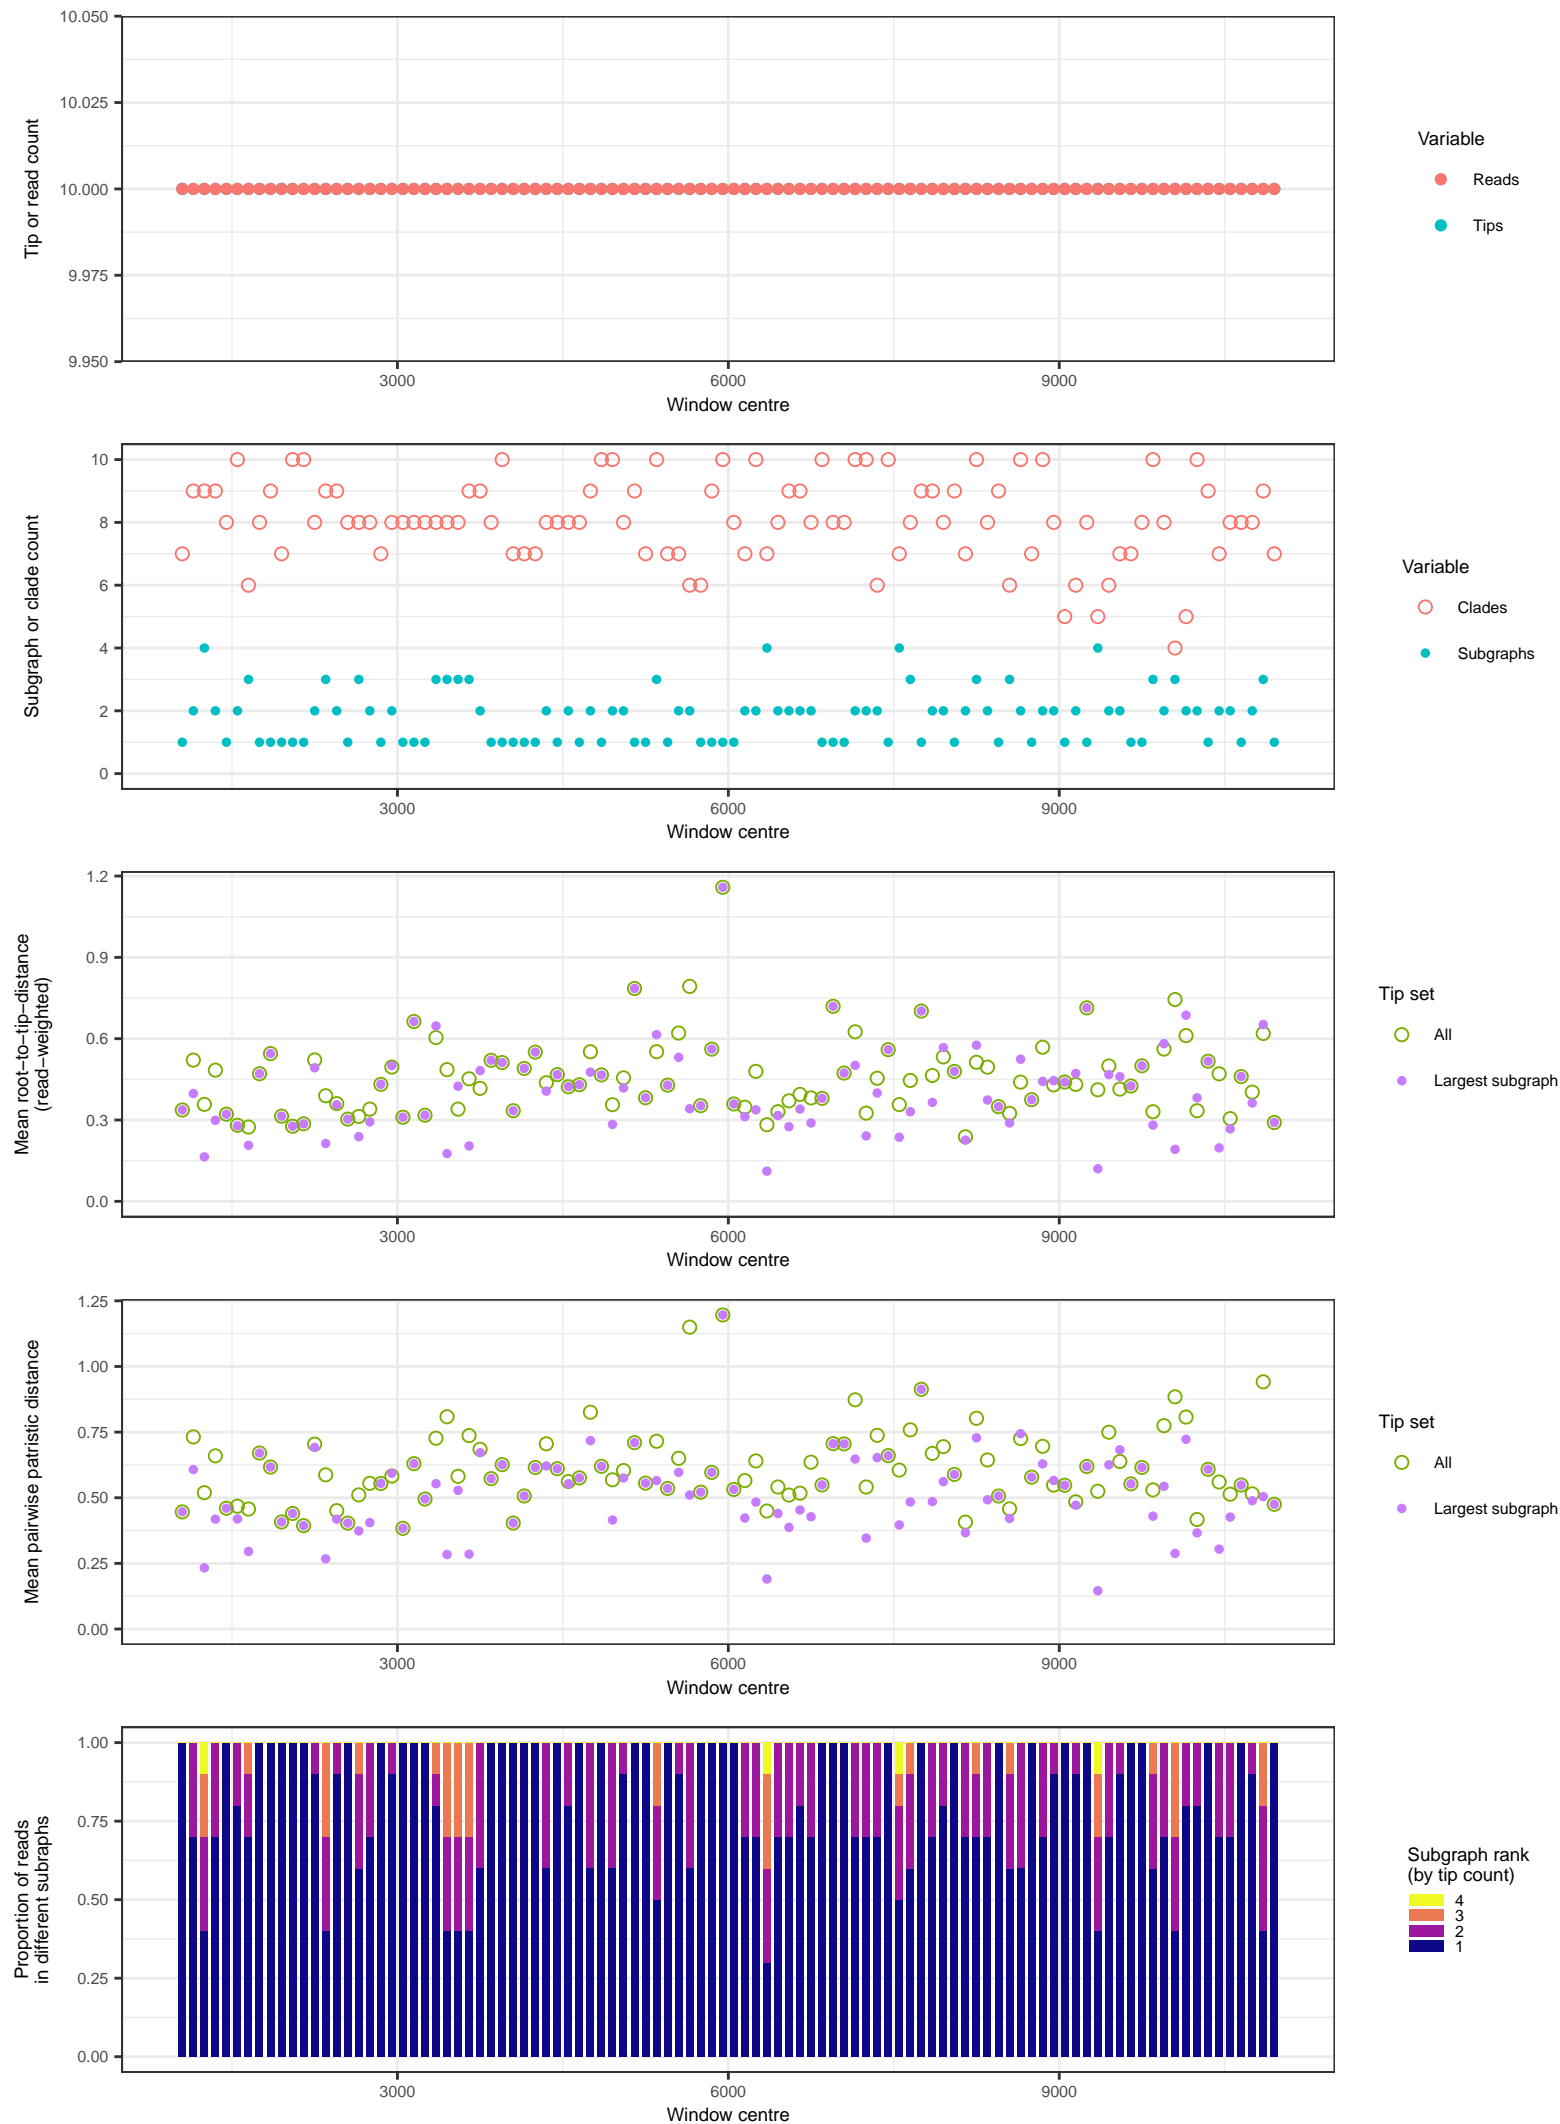 10.050
10.025
10.000
9.975
9.950
Tip or read count
3000 6000 9000
Window centre
Variable
Reads
Tips
10
8
6
4
2
0
Subgraph or clade count
3000 6000 9000
Window centre
Variable
Clades
Subgraphs
1.2
0.9
0.6
0.3
0.0
Mean root−to−tip−distance
(read−weighted)
3000 6000 9000
Window centre
Tip set
All
Largest subgraph
1.25
1.00
0.75
0.50
0.25
0.00
Mean pairwise patristic distance
3000 6000 9000
Window centre
Tip set
All
Largest subgraph
1.00
0.75
0.50
0.25
0.00
Proportion of reads
in different subraphs
3000 6000 9000
Window centre
Subgraph rank
(by tip count)
4
3
2
1